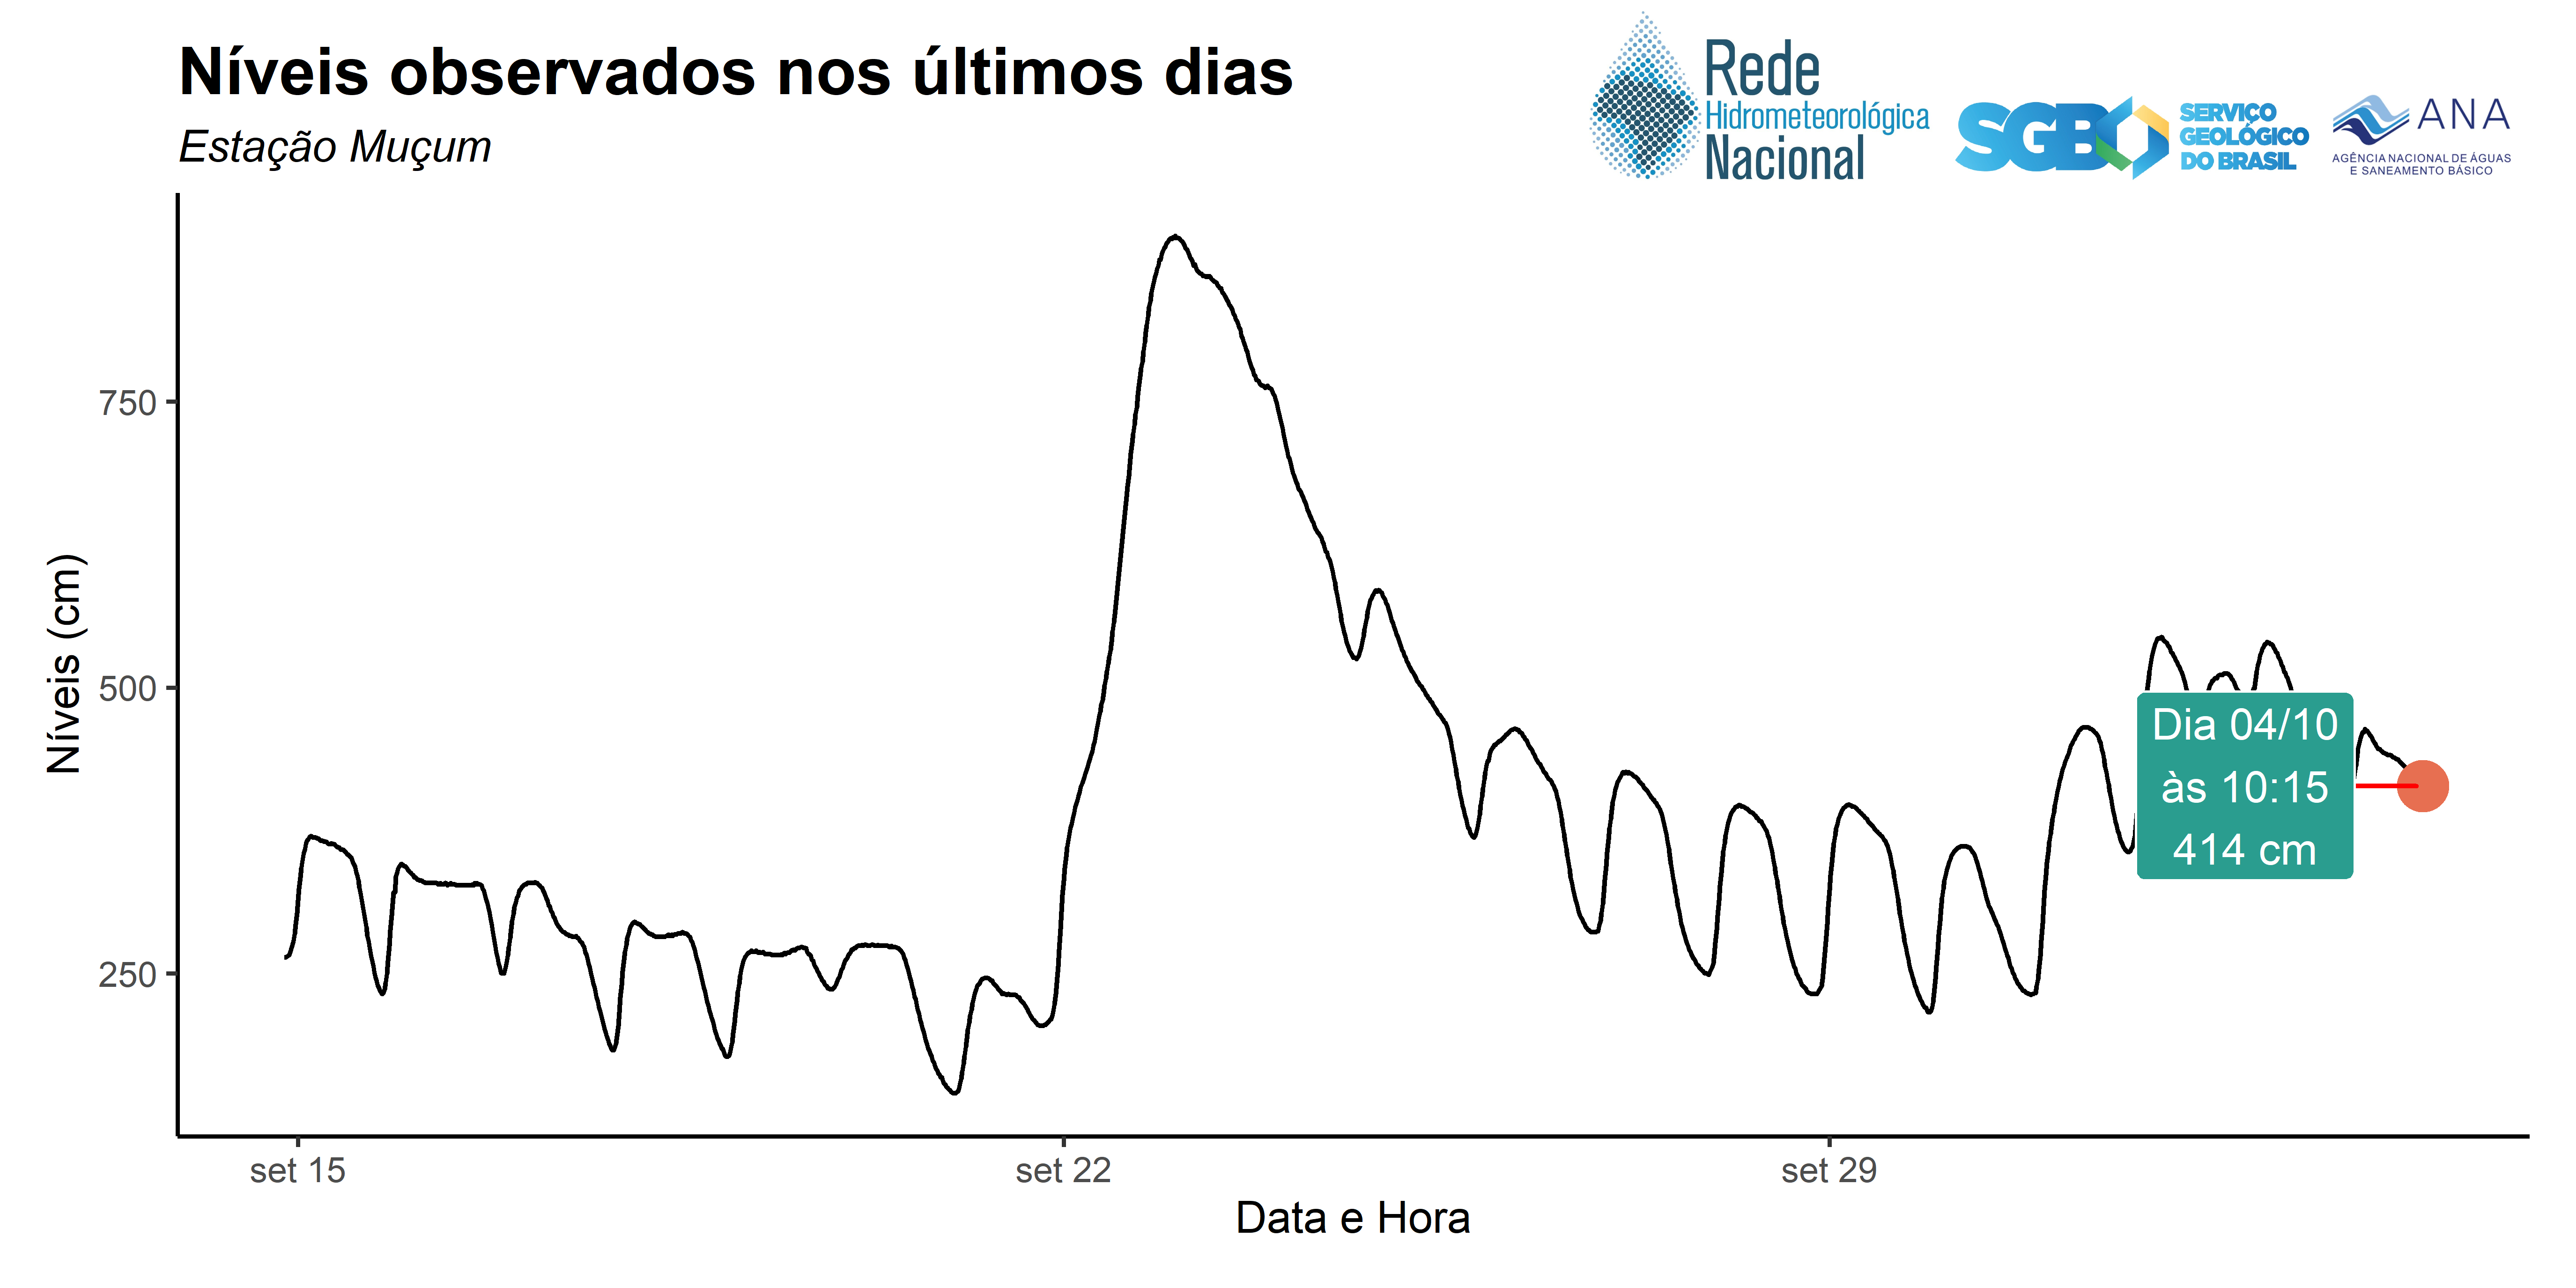 Níveis observados nos últimos dias
Estação Muçum
Rede
Hidrometeorológica
Nacional
SGB
SERVIÇO
GEOLÓGICO
DO BRASIL
ANA
AGÊNCIA NACIONAL DE ÁGUAS
E SANEAMENTO BÁSICO
Níveis (cm)
750
500
250
Dia 04/10
às 10:15
414 cm
set 15
set 22
set 29
Data e Hora